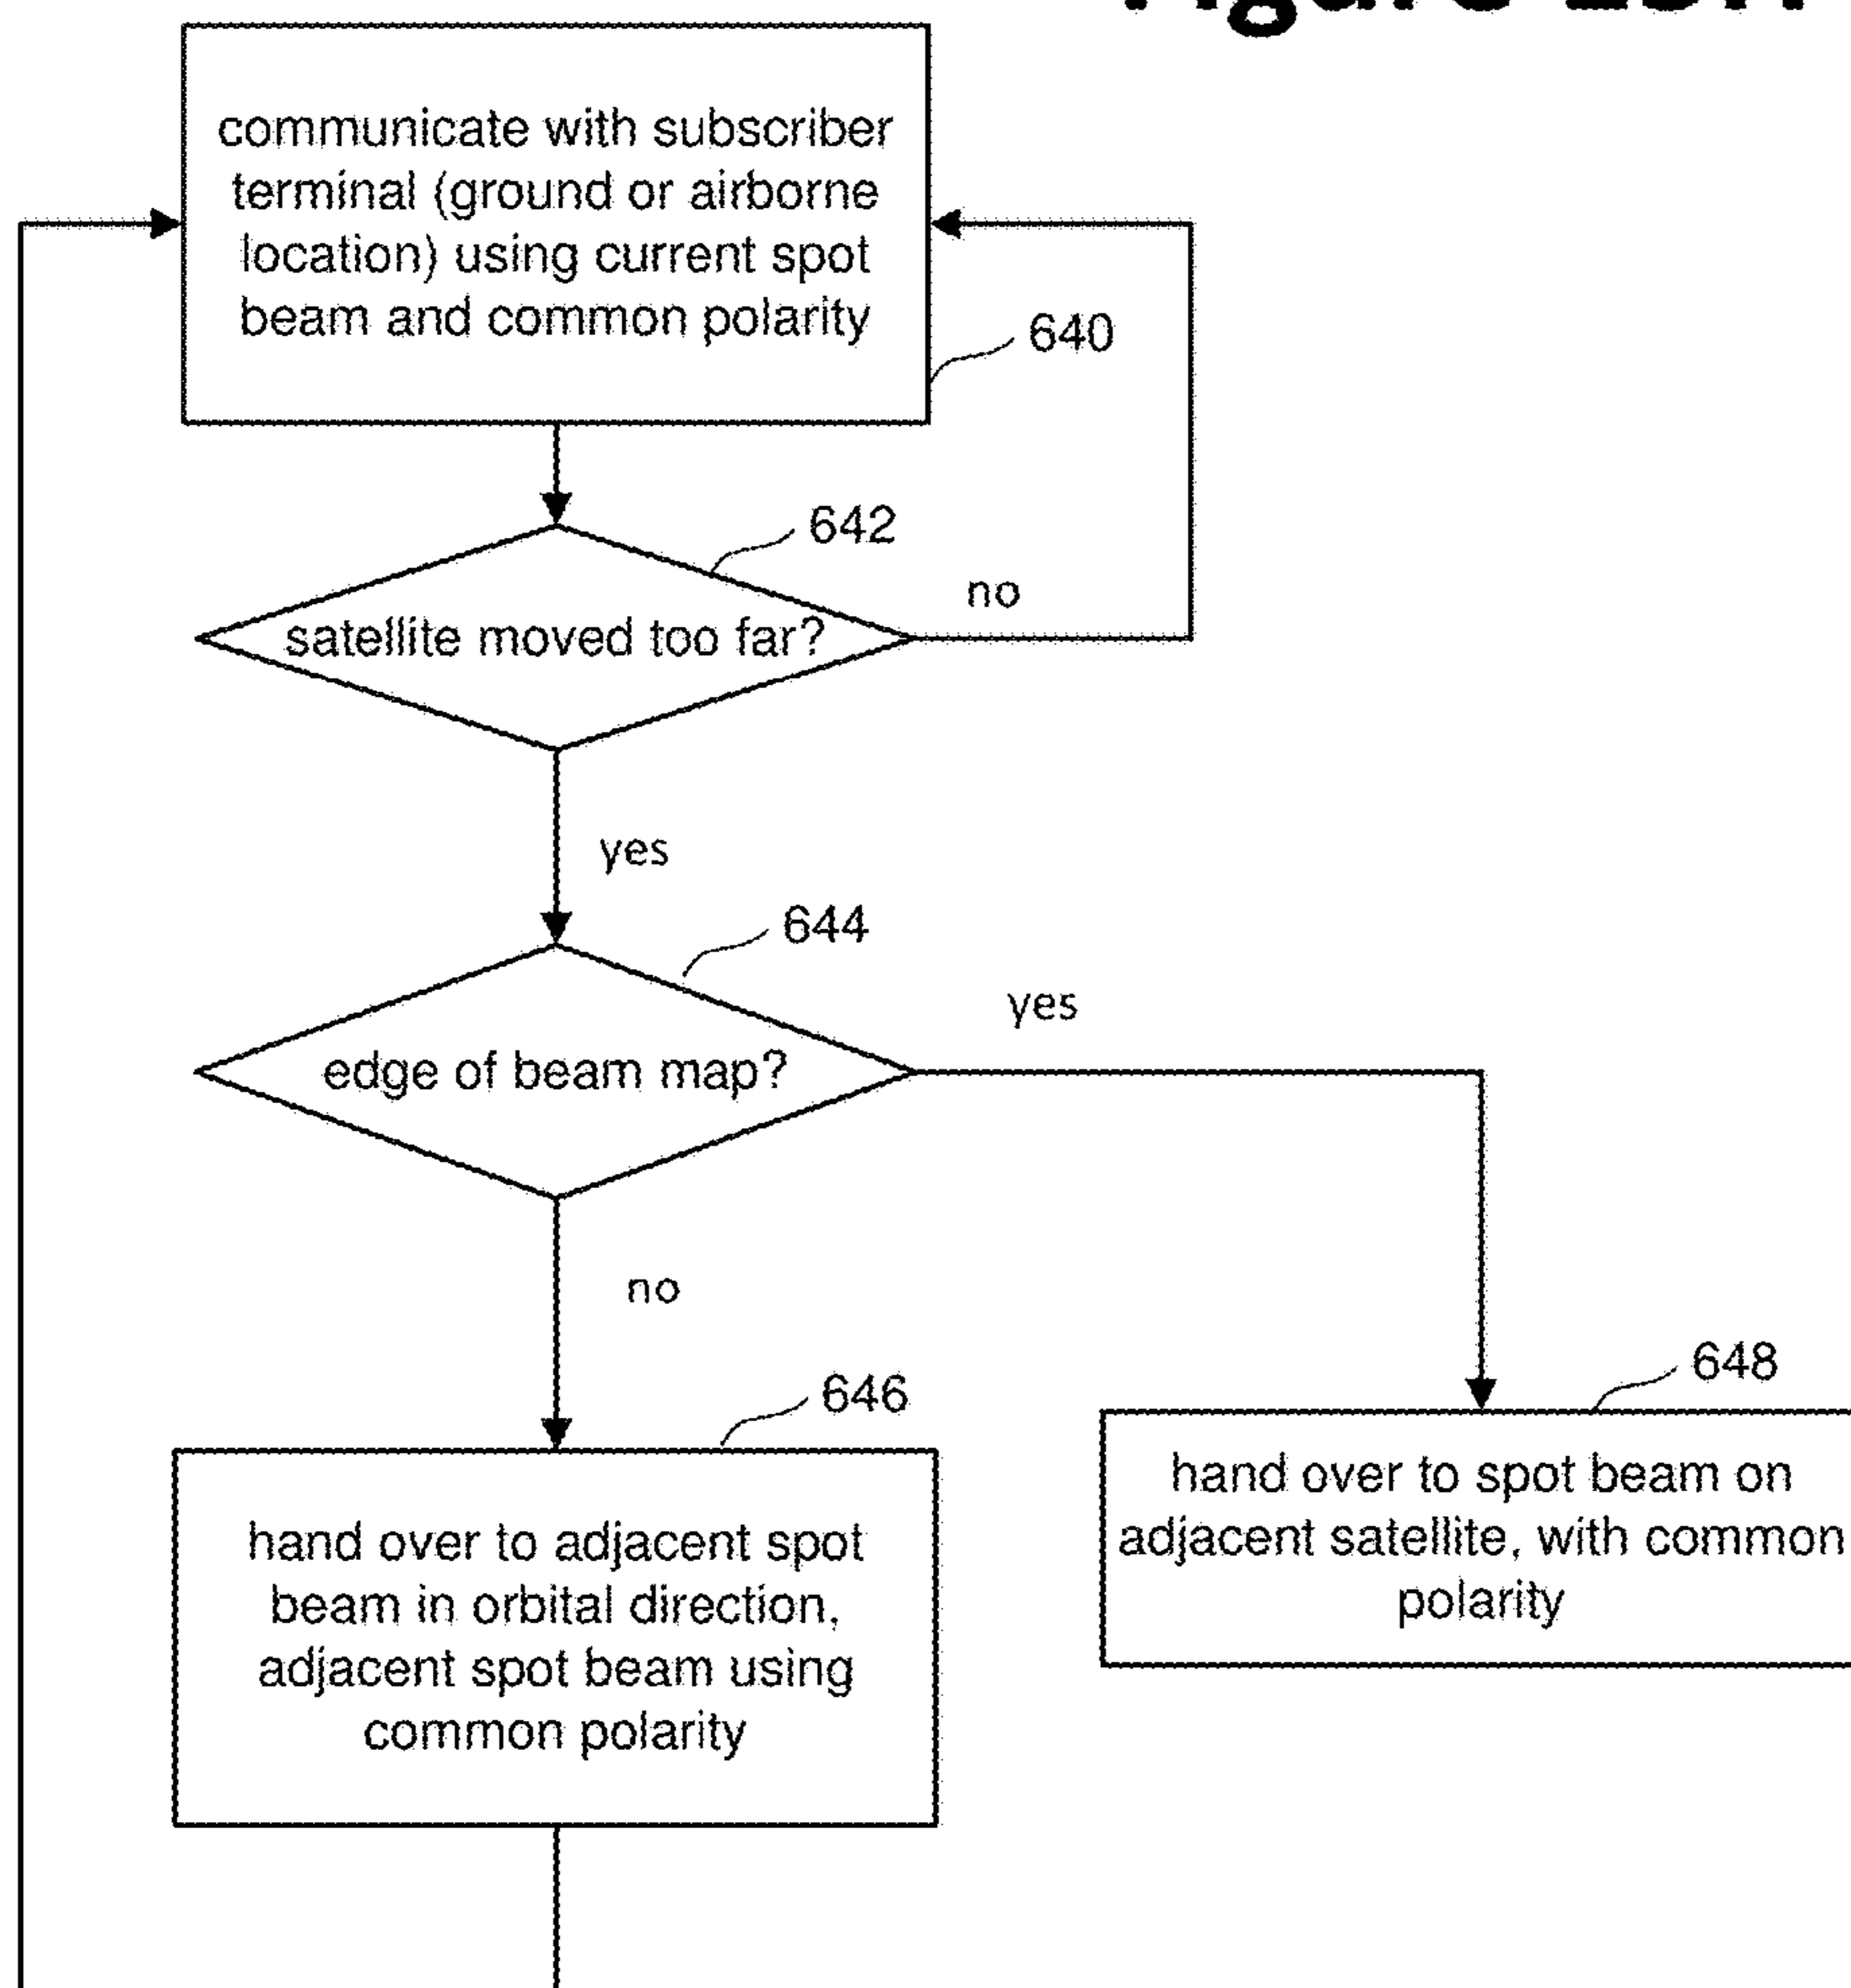 communicate with subscriber
terminal (ground or airborne
location) using current spot
beam and common polarity
640
642
no
satellite moved too far?
yes
644
yes
edge of beam map?
no
646
648
hand over to spot beam on
adjacent satellite, with common
polarity
hand over to adjacent spot
beam in orbital direction,
adjacent spot beam using
common polarity